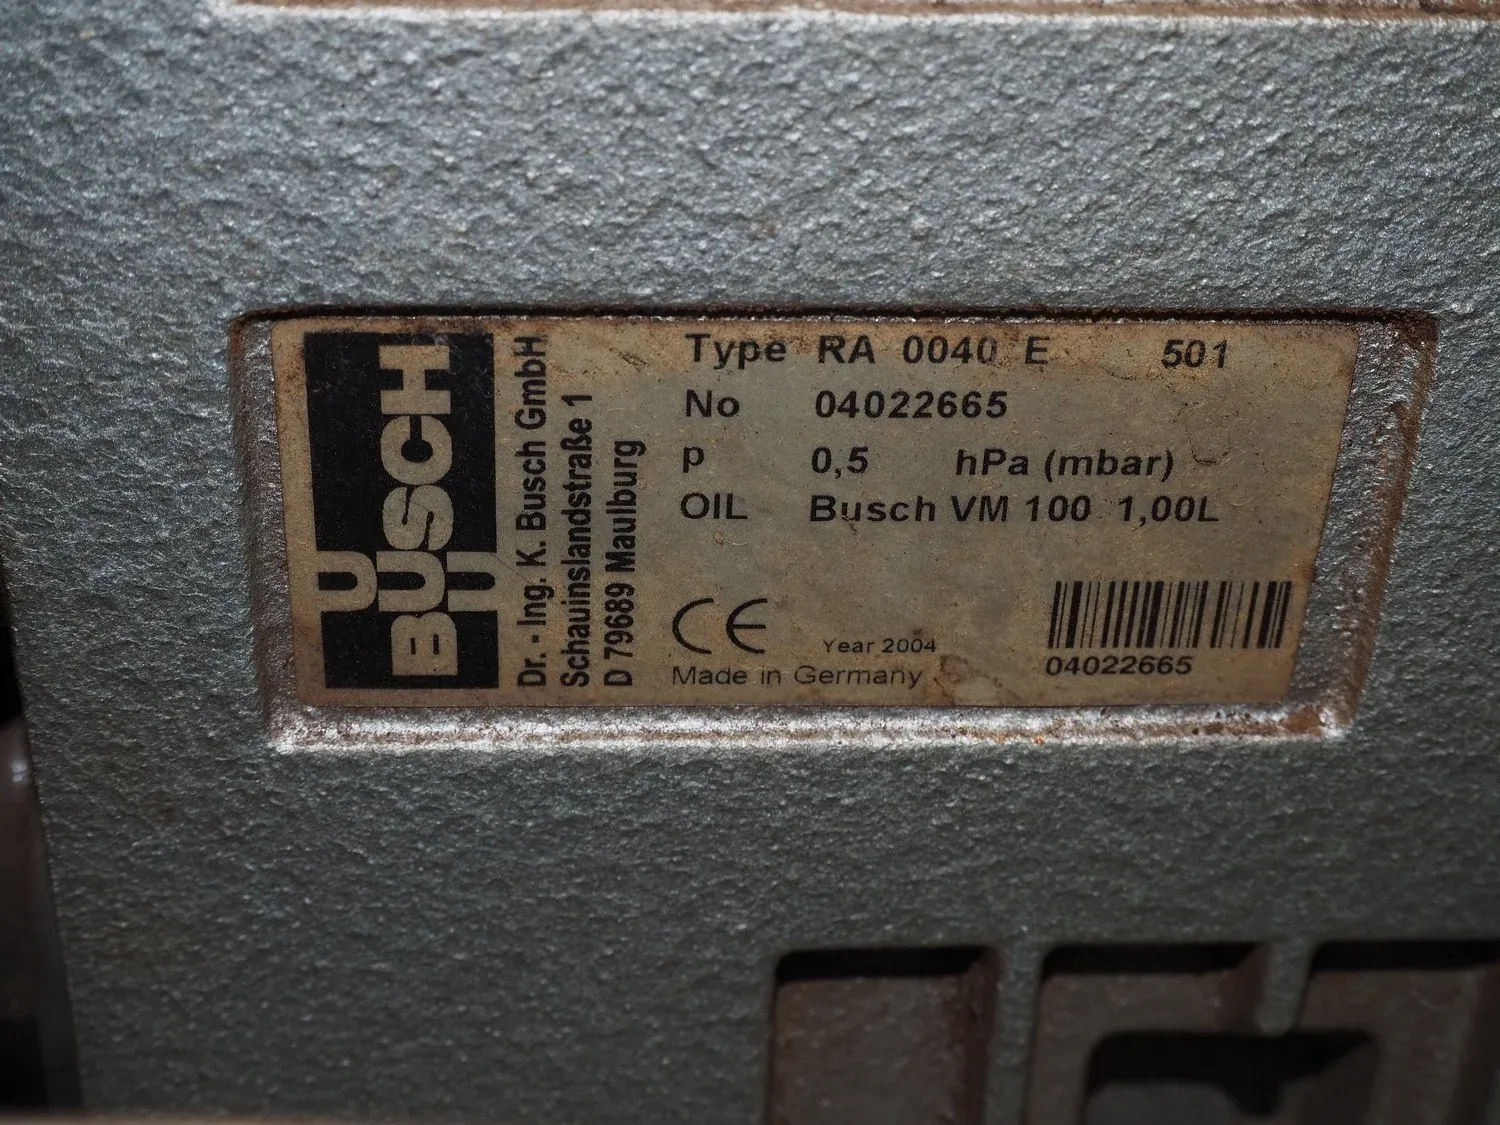 BUSCH
Dr. - Ing. K. Busch GmbH
Schauinslandstraße 1
D 79689 Maulburg
Type RA 0040 E 501
No 04022665
p 0,5 hPa (mbar)
OIL Busch VM 100 1,00L
CE Year 2004
Made in Germany
04022665